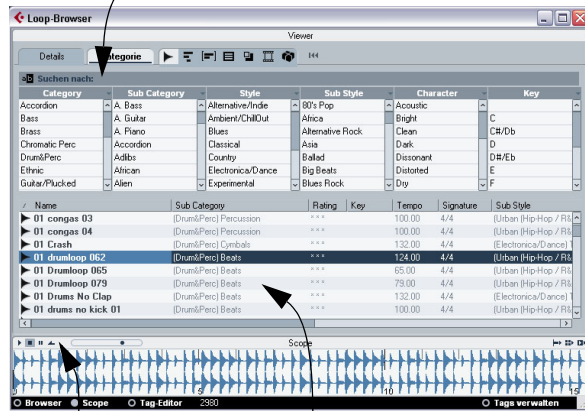 Loop-Browser
Viewer
Details Kategorie
Suchen nach:
Category Sub Category Style Sub Style Character Key
Accordion A. Bass Alternative/Indie 80's Pop Acoustic
Bass A. Guitar Ambient/ChillOut Africa Bright C
Brass A. Piano Blues Alternative Rock Clean C#/Db
Chromatic Perc Accordion Classical Asia Dark D
Drum&Perc Adlibs Country Ballad Dissonant D#/Eb
Ethnic African Electronica/Dance Big Beats Distorted E
Guitar/Plucked Alien Experimental Blues Rock Dry F
Name Sub Category Rating Key Tempo Signature Sub Style
01 congas 03 (Drum&Perc) Percussion *** 100.00 4/4 (Urban (Hip-Hop / R&
01 congas 04 (Drum&Perc) Percussion *** 100.00 4/4 (Urban (Hip-Hop / R&
01 Crash (Drum&Perc) Cymbals *** 132.00 4/4 (Electronica/Dance) T
01 drumloop 062 (Drum&Perc) Beats *** 124.00 4/4 (Urban (Hip-Hop / R&
01 Drumloop 065 (Drum&Perc) Beats *** 65.00 4/4 (Urban (Hip-Hop / R&
01 Drumloop 079 (Drum&Perc) Beats *** 79.00 4/4 (Urban (Hip-Hop / R&
01 Drums No Clap (Drum&Perc) Beats *** 132.00 4/4 (Electronica/Dance) T
01 drums no kick 01 (Drum&Perc) Beats *** 100.00 4/4 (Urban (Hip-Hop / R&
Scope
0 5 10 15
Browser Scope Tag-Editor 2980 Tags verwalten